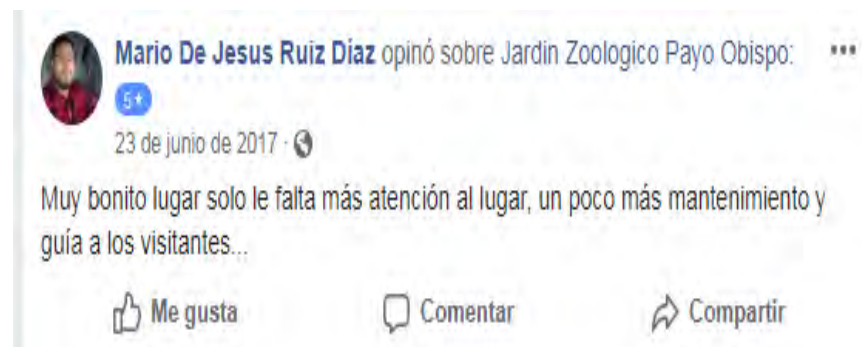 Mario De Jesus Ruiz Díaz opinó sobre Jardin Zoologico Payo Obispo:
5★
23 de junio de 2017 ·
Muy bonito lugar solo le falta más atención al lugar, un poco más mantenimiento y
guía a los visitantes...
Me gusta Comentar Compartir